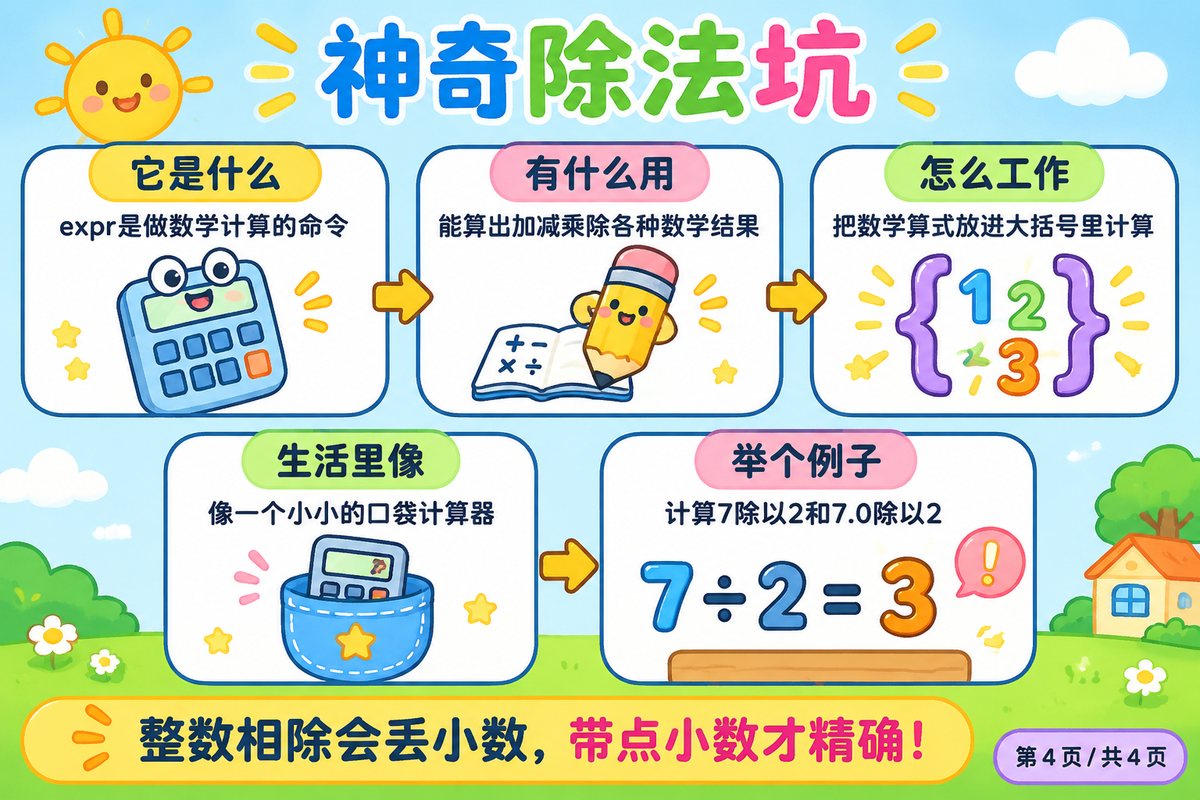 神奇除法坑
它是什么
expr是做数学计算的命令
有什么用
能算出加减乘除各种数学结果
+ −
× ÷
怎么工作
把数学算式放进大括号里计算
{ 1 2 3 }
生活里像
像一个小小的口袋计算器
举个例子
计算7除以2和7.0除以2
7÷2=3
!
整数相除会丢小数，带点小数才精确！
第4页/共4页